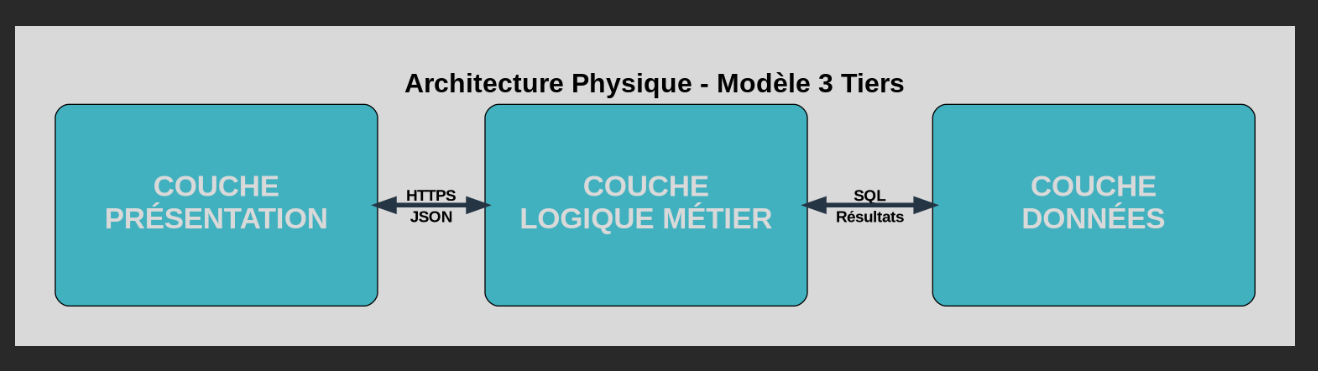 Architecture Physique - Modèle 3 Tiers
COUCHE
PRÉSENTATION
HTTPS
JSON
COUCHE
LOGIQUE MÉTIER
SQL
Résultats
COUCHE
DONNÉES